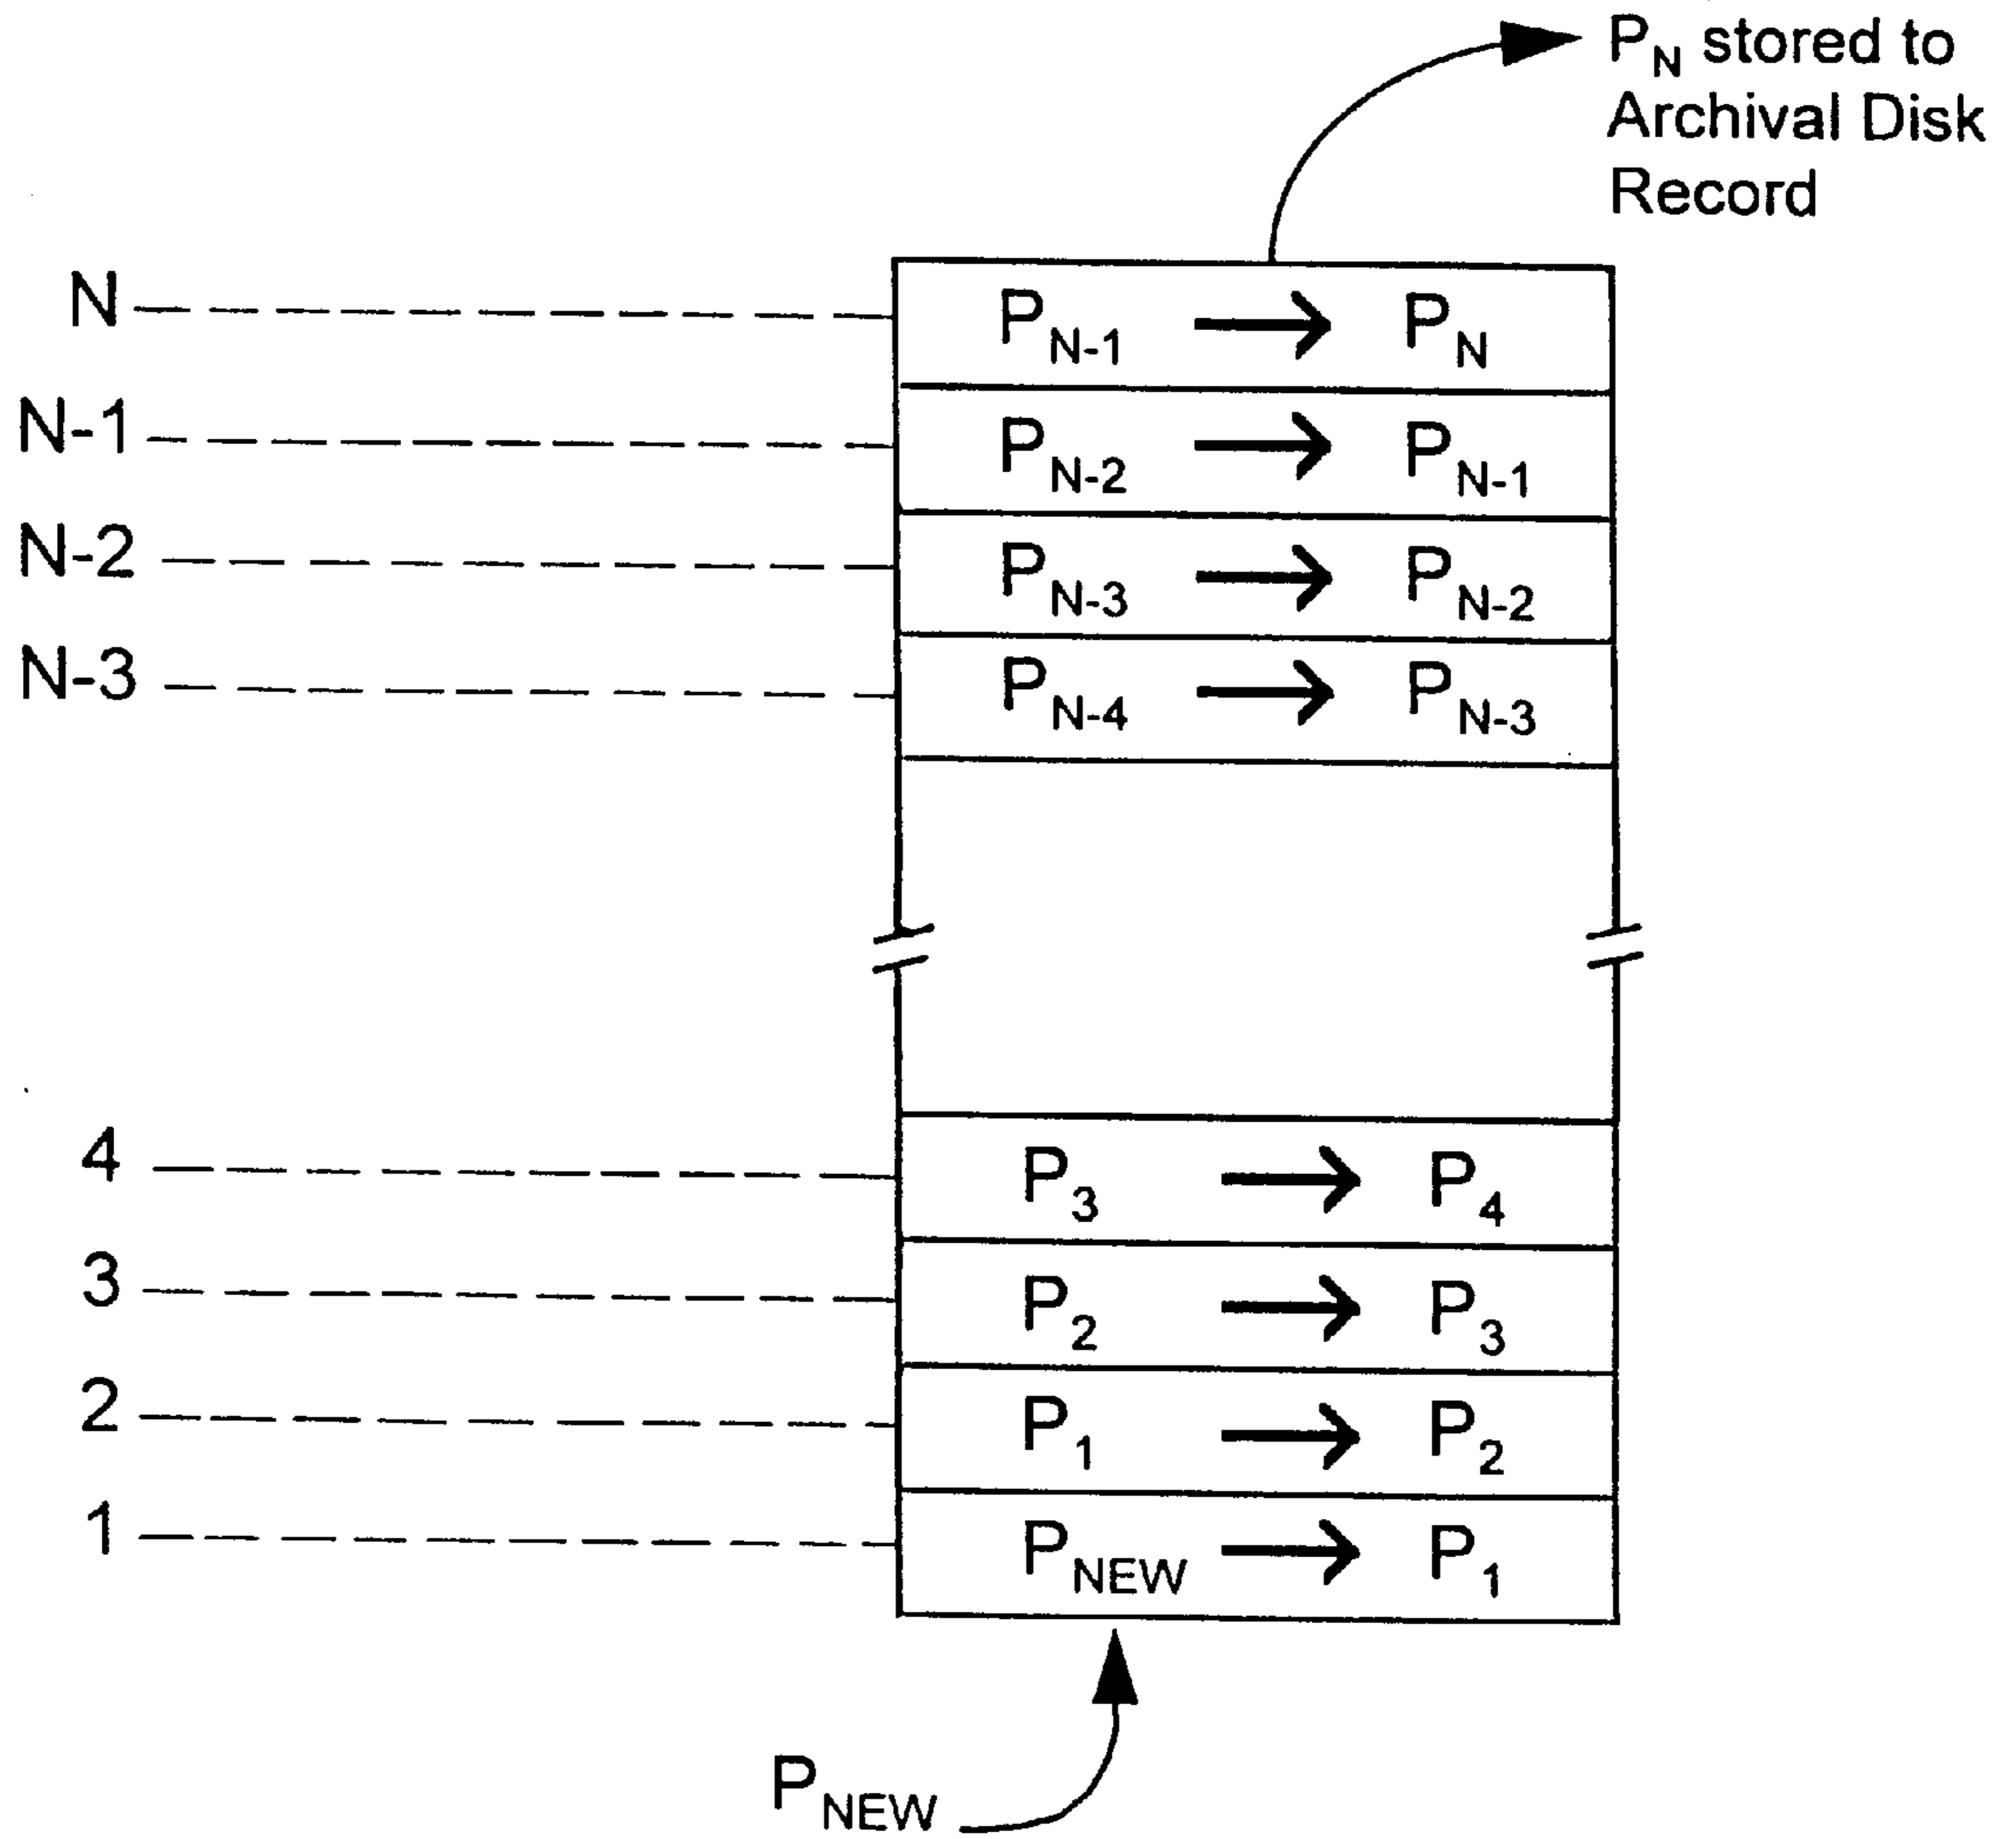 P_N stored to
Archival Disk
Record
N P_N-1 → P_N
N-1 P_N-2 → P_N-1
N-2 P_N-3 → P_N-2
N-3 P_N-4 → P_N-3
4 P_3 → P_4
3 P_2 → P_3
2 P_1 → P_2
1 P_NEW → P_1
P_NEW